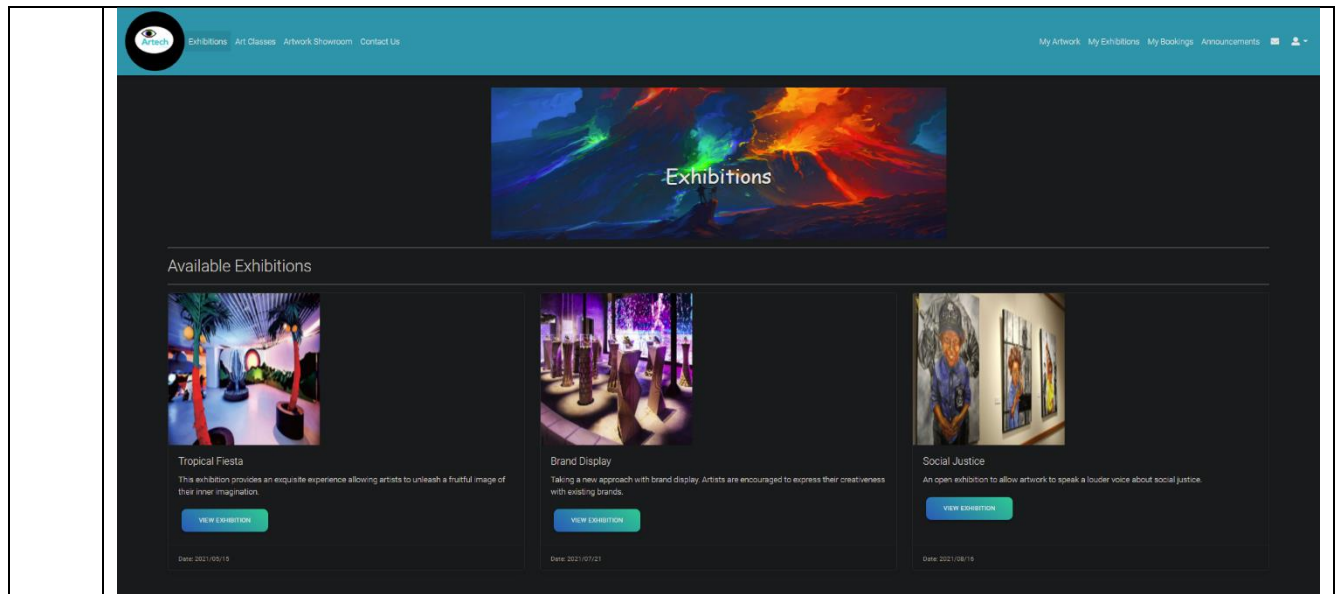 Artech
Exhibitions Art Classes Artwork Showroom Contact Us
My Artwork My Exhibitions My Bookings Announcements
Exhibitions
Available Exhibitions
Tropical Fiesta
This exhibition provides an exquisite experience allowing artists to unleash a fruitful image of
their inner imagination.
VIEW EXHIBITION
Date: 2021/05/15
Brand Display
Taking a new approach with brand display. Artists are encouraged to express their creativeness
with existing brands.
VIEW EXHIBITION
Date: 2021/07/21
Social Justice
An open exhibition to allow artwork to speak a louder voice about social justice.
VIEW EXHIBITION
Date: 2021/08/16